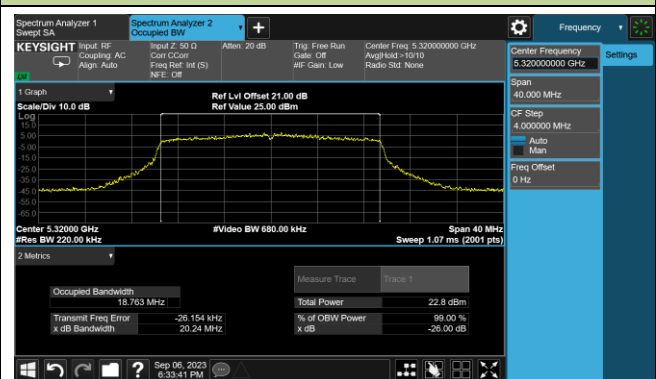 Spectrum Analyzer 1
Swept SA
Spectrum Analyzer 2
Occupied BW
Frequency
KEYSIGHT
Input: RF
Coupling: AC
Align: Auto
Input Z: 50 Ω
Corr CCorr
Freq Ref: Int (S)
NFE: Off
Atten: 20 dB
Trig: Free Run
Gate: Off
#IF Gain: Low
Center Freq: 5.320000000 GHz
Avg|Hold:>10/10
Radio Std: None
Center Frequency
5.320000000 GHz
Settings
Span
40.000 MHz
CF Step
4.000000 MHz
Auto
Man
Freq Offset
0 Hz
1 Graph
Scale/Div 10.0 dB
Ref Lvl Offset 21.00 dB
Ref Value 25.00 dBm
Log
15.0
5.00
-5.00
-15.0
-25.0
-35.0
-45.0
-55.0
-65.0
Center 5.32000 GHz
#Res BW 220.00 kHz
#Video BW 680.00 kHz
Span 40 MHz
Sweep 1.07 ms (2001 pts)
2 Metrics
Measure Trace
Trace 1
Occupied Bandwidth
18.763 MHz
Total Power
22.8 dBm
Transmit Freq Error
-26.154 kHz
% of OBW Power
99.00 %
x dB Bandwidth
20.24 MHz
x dB
-26.00 dB
Sep 06, 2023
6:33:41 PM